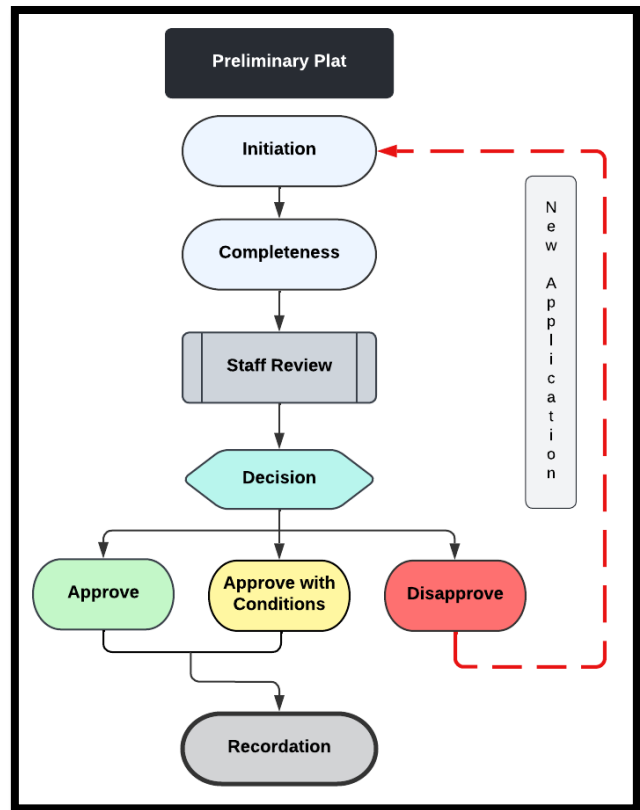 Preliminary Plat
Initiation
Completeness
Staff Review
Decision
Approve
Approve with
Conditions
Disapprove
Recordation
New Application